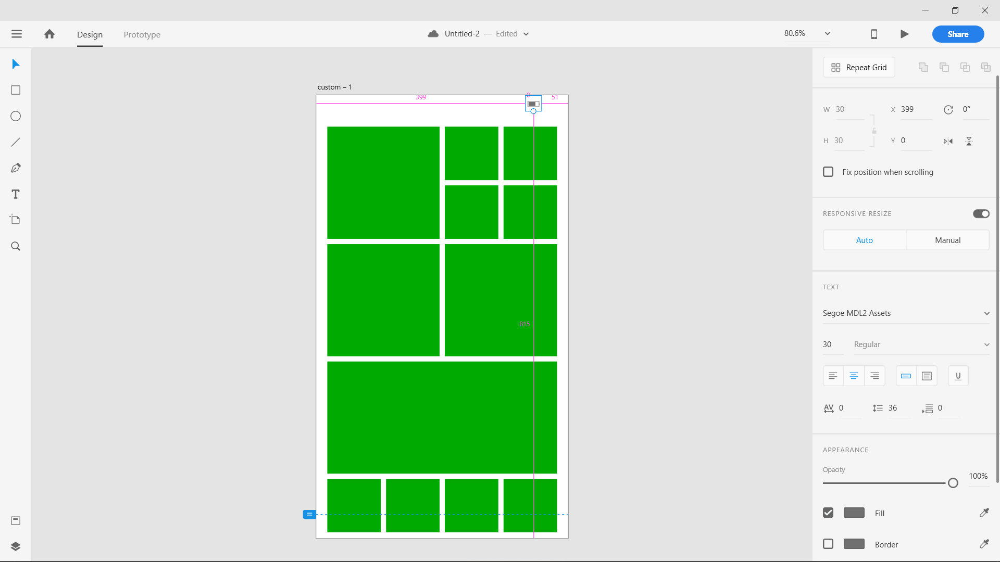 Design
Prototype
Untitled-2 — Edited
80.6%
Share
custom – 1
399
0
51
815
Repeat Grid
W 30
X 399
0°
H 30
Y 0
Fix position when scrolling
RESPONSIVE RESIZE
Auto
Manual
TEXT
Segoe MDL2 Assets
30
Regular
U
AV 0
36
0
APPEARANCE
Opacity
100%
Fill
Border